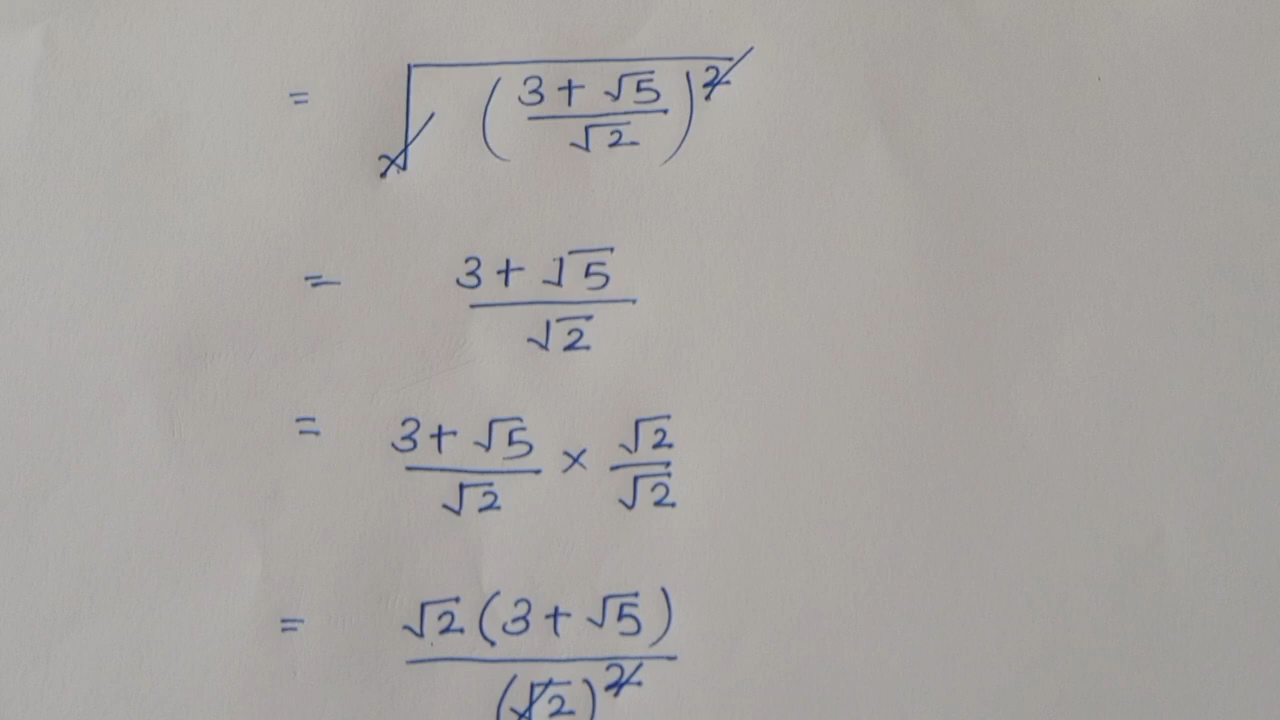 = √((3 + √5)/√2)²
= (3 + √5)/√2
= (3 + √5)/√2 × √2/√2
= √2(3 + √5)/(√2)²